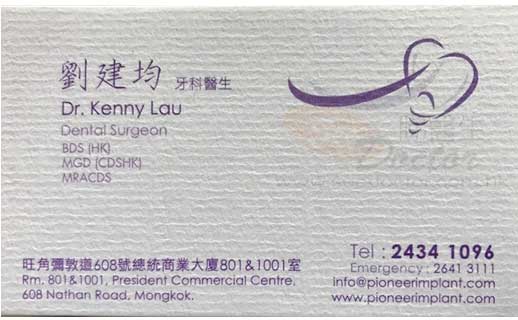 劉建均 牙科醫生
Dr. Kenny Lau
Dental Surgeon
BDS (HK)
MGD (CDSHK)
MRACDS
Doctor
旺角彌敦道608號總統商業大廈801&1001室
Rm. 801&1001, President Commercial Centre,
608 Nathan Road, Mongkok.
Tel : 2434 1096
Emergency : 2641 3111
info@pioneerimplant.com
www.pioneerimplant.com